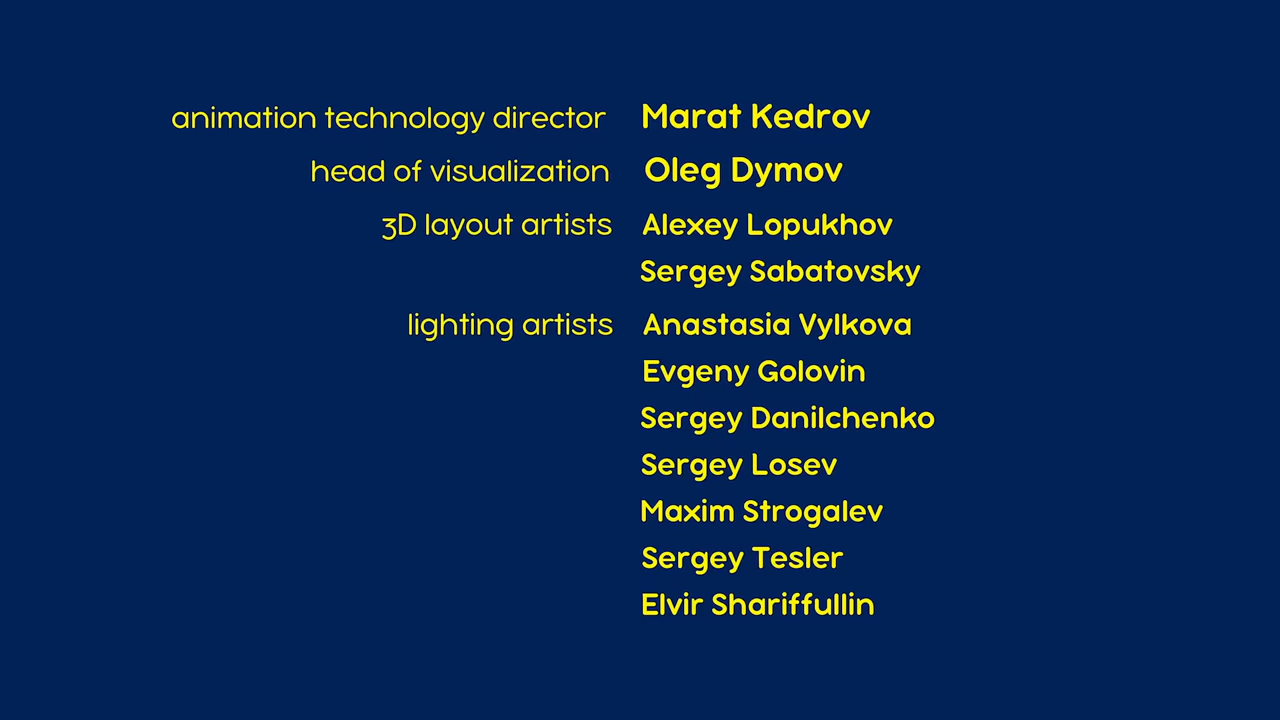 animation technology director Marat Kedrov
head of visualization Oleg Dymov
3D layout artists Alexey Lopukhov
Sergey Sabatovsky
lighting artists Anastasia Vylkova
Evgeny Golovin
Sergey Danilchenko
Sergey Losev
Maxim Strogalev
Sergey Tesler
Elvir Shariffullin